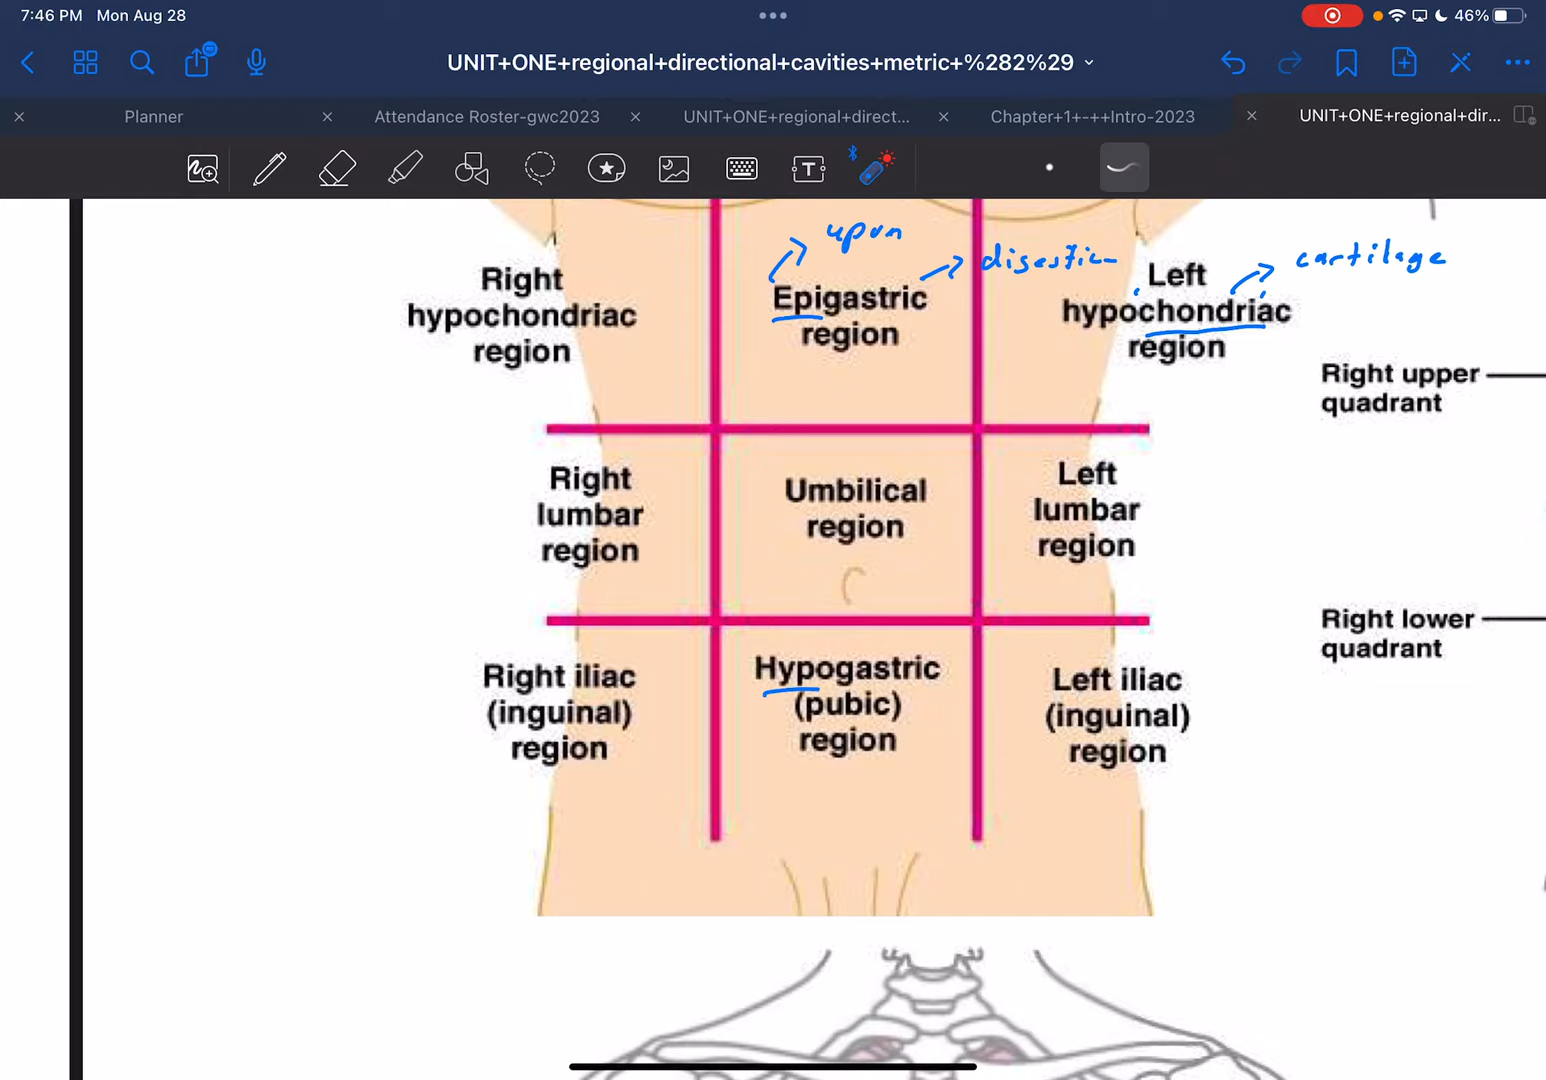 7:46 PM Mon Aug 28
46%
UNIT+ONE+regional+directional+cavities+metric+%282%29
Planner
Attendance Roster-gwc2023
UNIT+ONE+regional+direct...
Chapter+1+-++Intro-2023
UNIT+ONE+regional+dir...
T
upon
digestion
cartilage
Right
hypochondriac
region
Epigastric
region
Left
hypochondriac
region
Right upper
quadrant
Right
lumbar
region
Umbilical
region
Left
lumbar
region
Right lower
quadrant
Right iliac
(inguinal)
region
Hypogastric
(pubic)
region
Left iliac
(inguinal)
region